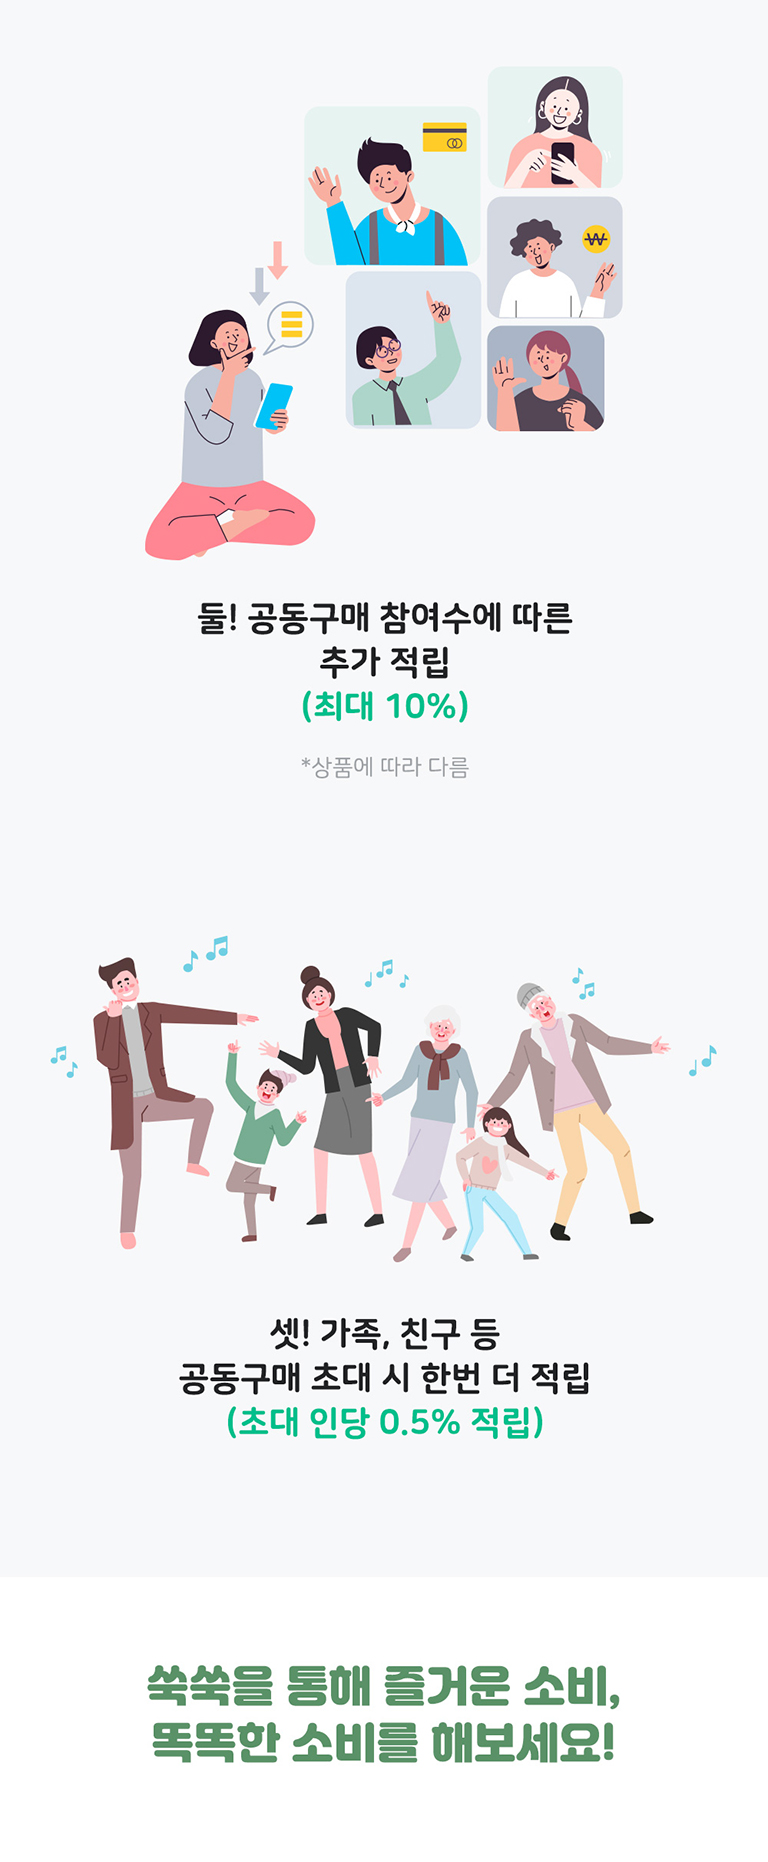 둘! 공동구매 참여수에 따른
추가 적립
(최대 10%)
*상품에 따라 다름
셋! 가족, 친구 등
공동구매 초대 시 한번 더 적립
(초대 인당 0.5% 적립)
쑥쑥을 통해 즐거운 소비,
똑똑한 소비를 해보세요!